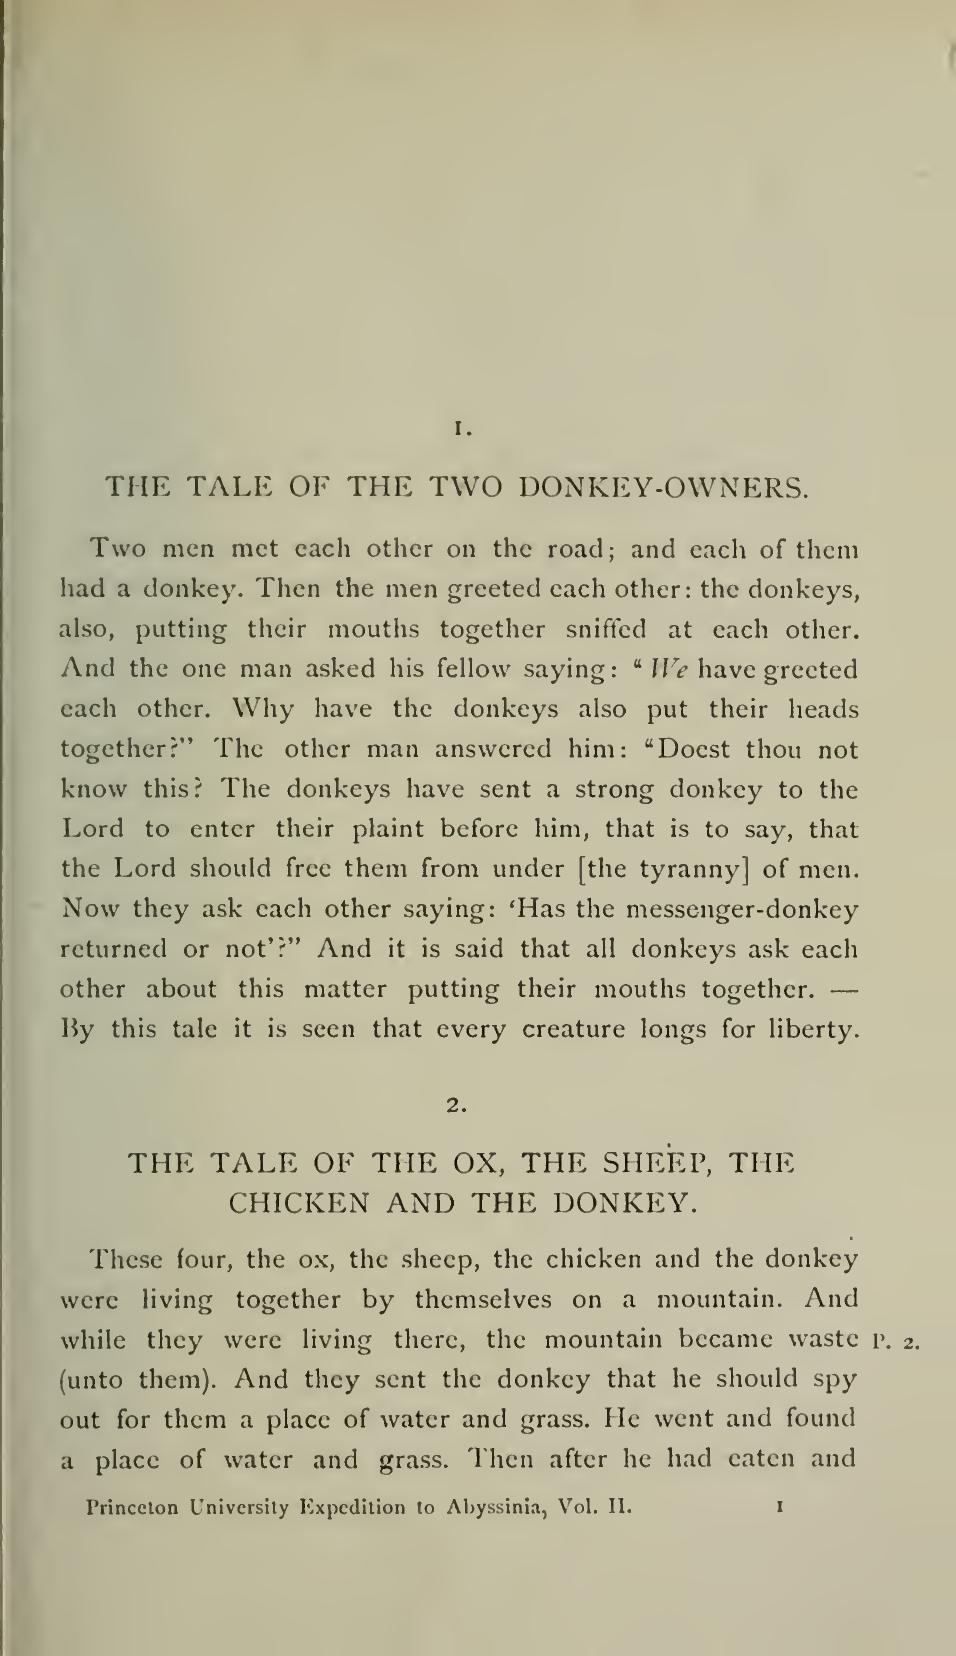 1.
THE TALE OF THE TWO DONKEY-OWNERS.
Two men met each other on the road; and each of them
had a donkey. Then the men greeted each other: the donkeys,
also, putting their mouths together sniffed at each other.
And the one man asked his fellow saying: “We have greeted
each other. Why have the donkeys also put their heads
together?” The other man answered him: “Doest thou not
know this? The donkeys have sent a strong donkey to the
Lord to enter their plaint before him, that is to say, that
the Lord should free them from under [the tyranny] of men.
Now they ask each other saying: ‘Has the messenger-donkey
returned or not’?” And it is said that all donkeys ask each
other about this matter putting their mouths together. —
By this tale it is seen that every creature longs for liberty.
2.
THE TALE OF THE OX, THE SHEEP, THE
CHICKEN AND THE DONKEY.
These four, the ox, the sheep, the chicken and the donkey
were living together by themselves on a mountain. And
while they were living there, the mountain became waste P. 2.
(unto them). And they sent the donkey that he should spy
out for them a place of water and grass. He went and found
a place of water and grass. Then after he had eaten and
Princeton University Expedition to Abyssinia, Vol. II. 1